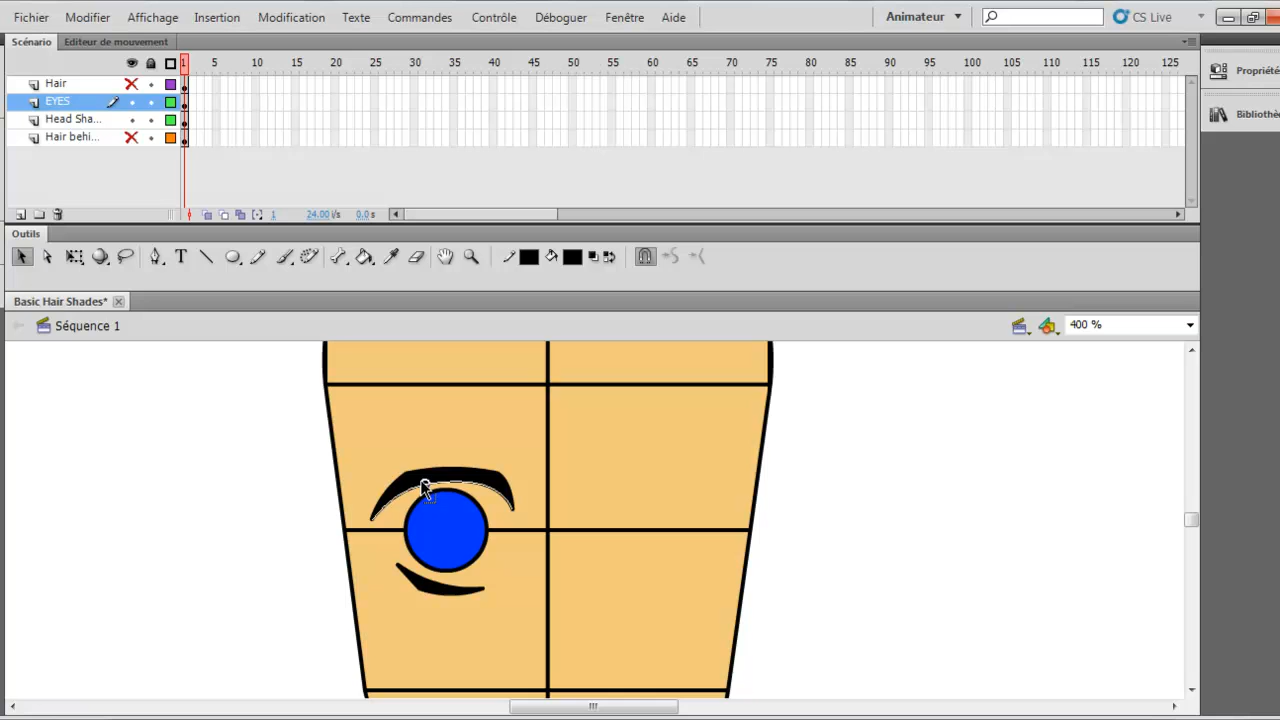 Fichier Modifier Affichage Insertion Modification Texte Commandes Contrôle Déboguer Fenêtre Aide Animateur CS Live
Scénario Editeur de mouvement
1 5 10 15 20 25 30 35 40 45 50 55 60 65 70 75 80 85 90 95 100 105 110 115 120 125
Hair
EYES
Head Sha...
Hair behi...
1 24.00 i/s 0.0 s
Propriété
Bibliothè
Outils
Basic Hair Shades*
Séquence 1 400 %